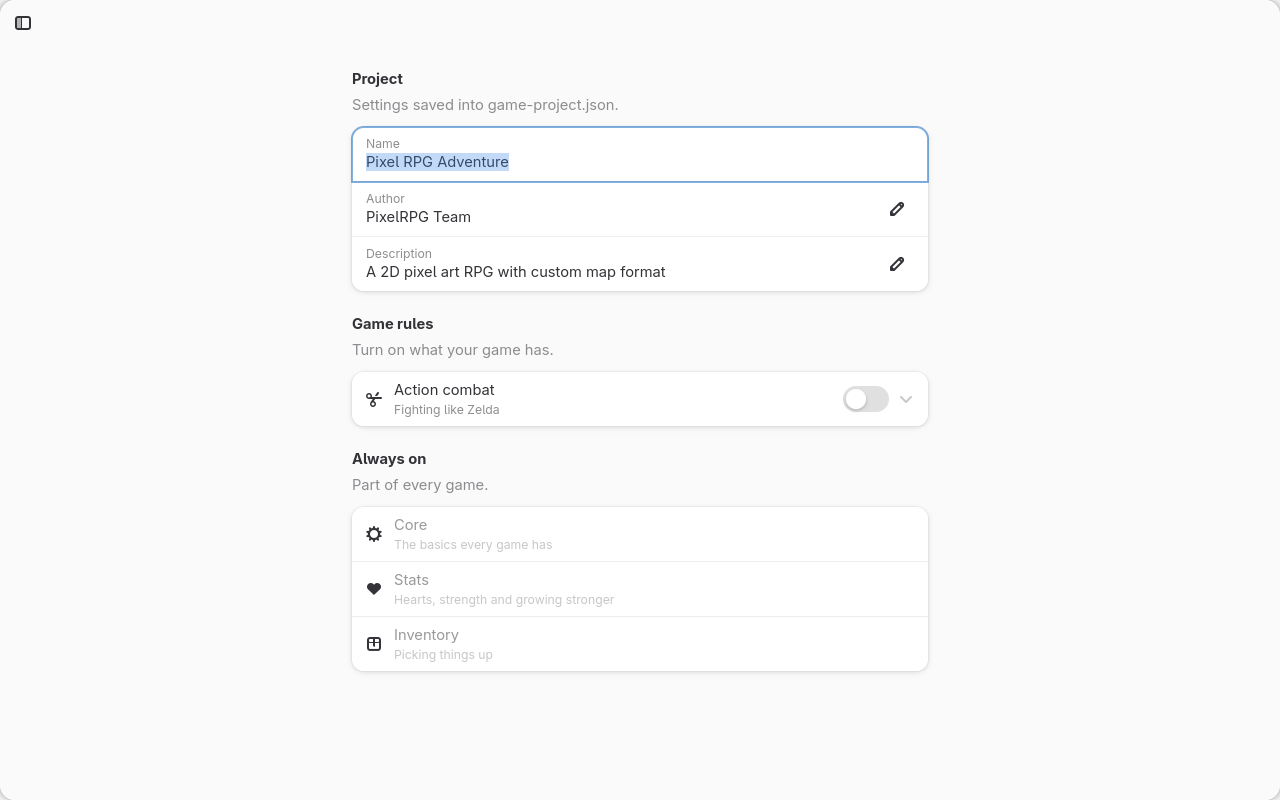 Project
Settings saved into game-project.json.
Name
Pixel RPG Adventure
Author
PixelRPG Team
Description
A 2D pixel art RPG with custom map format
Game rules
Turn on what your game has.
Action combat
Fighting like Zelda
Always on
Part of every game.
Core
The basics every game has
Stats
Hearts, strength and growing stronger
Inventory
Picking things up